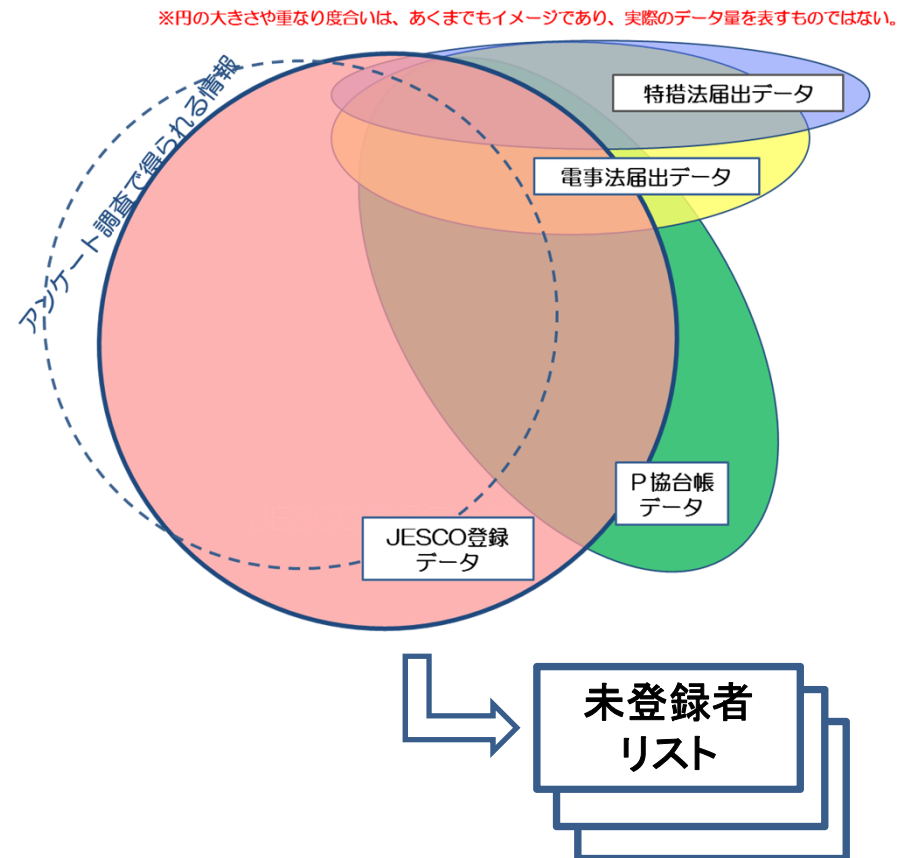 ※円の大きさや重なり度合いは、あくまでもイメージであり、実際のデータ量を表すものではない。
アンケート調査で得られる情報
特措法届出データ
電事法届出データ
Ｐ協台帳
データ
JESCO登録
データ
未登録者
リスト